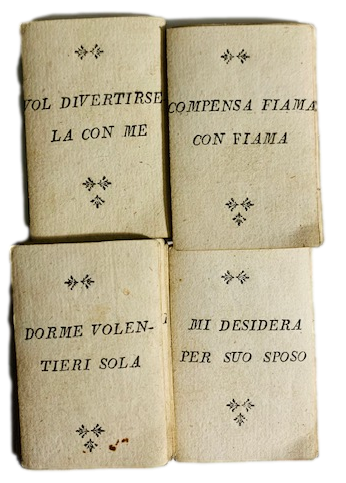 VOL DIVERTIRSE
LA CON ME
COMPENSA FIAMA
CON FIAMA
DORME VOLEN-
TIERI SOLA
MI DESIDERA
PER SUO SPOSO